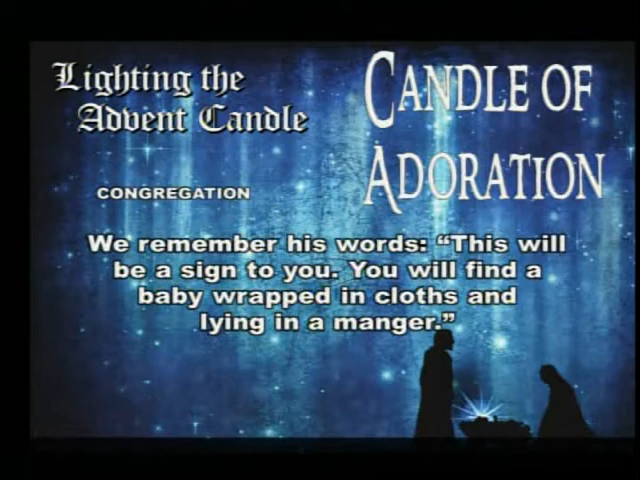 Lighting the
Advent Candle
CANDLE OF
ADORATION
CONGREGATION
We remember his words: “This will
be a sign to you. You will find a
baby wrapped in cloths and
lying in a manger.”